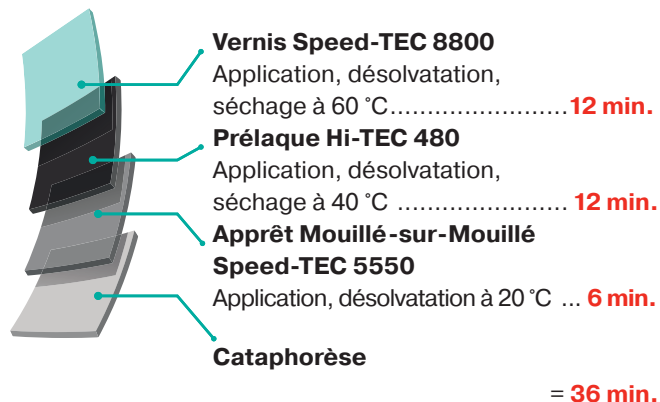 Vernis Speed-TEC 8800
Application, désolvatation,
séchage à 60 °C........................12 min.
Prélaque Hi-TEC 480
Application, désolvatation,
séchage à 40 °C ....................... 12 min.
Apprêt Mouillé-sur-Mouillé
Speed-TEC 5550
Application, désolvatation à 20 °C ... 6 min.
Cataphorèse
= 36 min.